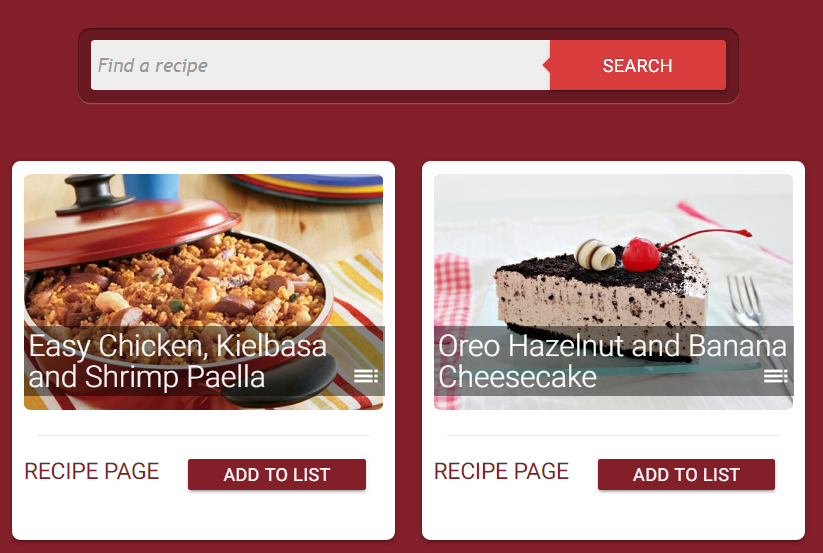 Find a recipe
SEARCH
Easy Chicken, Kielbasa
and Shrimp Paella
RECIPE PAGE
ADD TO LIST
Oreo Hazelnut and Banana
Cheesecake
RECIPE PAGE
ADD TO LIST